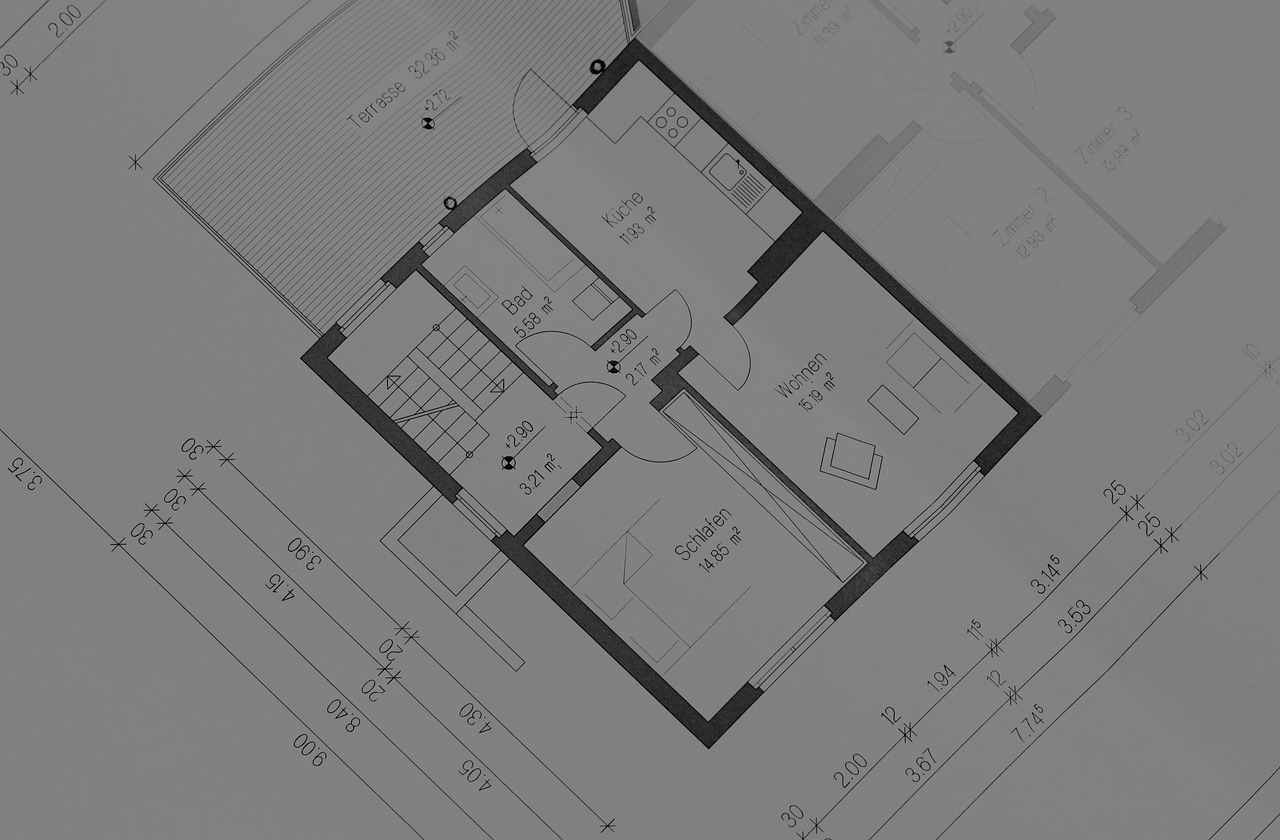 2.00
30
Terrasse 32.36 m²
+2.72
Zimmer
11.39 m²
+2.90
Zimmer 3
13.99 m²
Zimmer 2
12.98 m²
Küche
11.93 m²
Bad
5.58 m²
+2.90
2.17 m²
Wohnen
15.19 m²
+2.90
3.21 m²
Schlafen
14.85 m²
3.75
30
30
30
3.90
4.15
20
20
8.40
9.00
4.30
4.05
10
3.02
3.02
25
25
3.14⁵
3.53
11⁵
12
1.94
7.74⁵
12
2.00
3.67
30